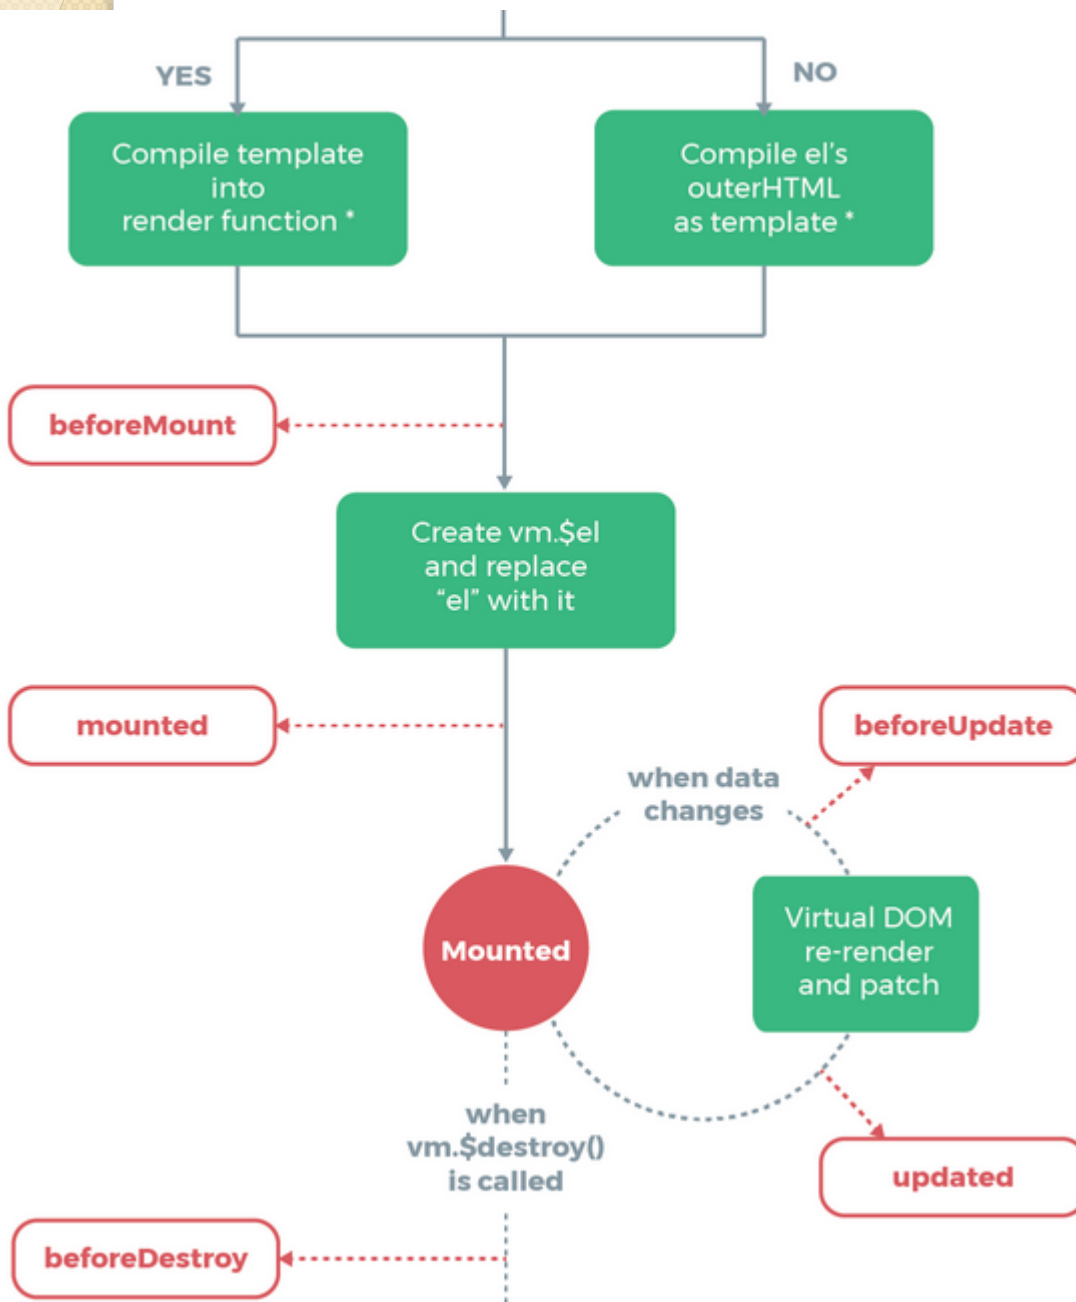 YES
NO
Compile template
into
render function *
Compile el's
outerHTML
as template *
beforeMount
Create vm.$el
and replace
“el” with it
mounted
beforeUpdate
when data
changes
Mounted
Virtual DOM
re-render
and patch
when
vm.$destroy()
is called
updated
beforeDestroy